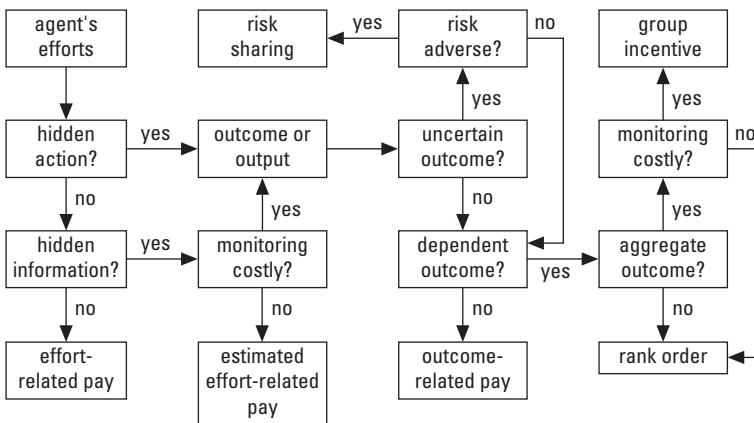 agent's
efforts
risk
sharing
yes
risk
adverse?
no
group
incentive
yes
yes
hidden
action?
yes
outcome or
output
uncertain
outcome?
monitoring
costly?
no
no
yes
no
yes
hidden
information?
yes
monitoring
costly?
dependent
outcome?
yes
aggregate
outcome?
no
no
no
no
effort-
related pay
estimated
effort-related
pay
outcome-
related pay
rank order